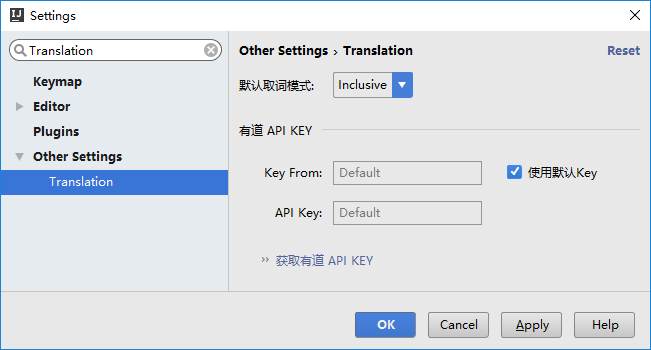 Settings
Translation
Keymap
Editor
Plugins
Other Settings
Translation
Other Settings › Translation
Reset
默认取词模式:
Inclusive
有道 API KEY
Key From:
Default
使用默认Key
API Key:
Default
获取有道 API KEY
OK
Cancel
Apply
Help